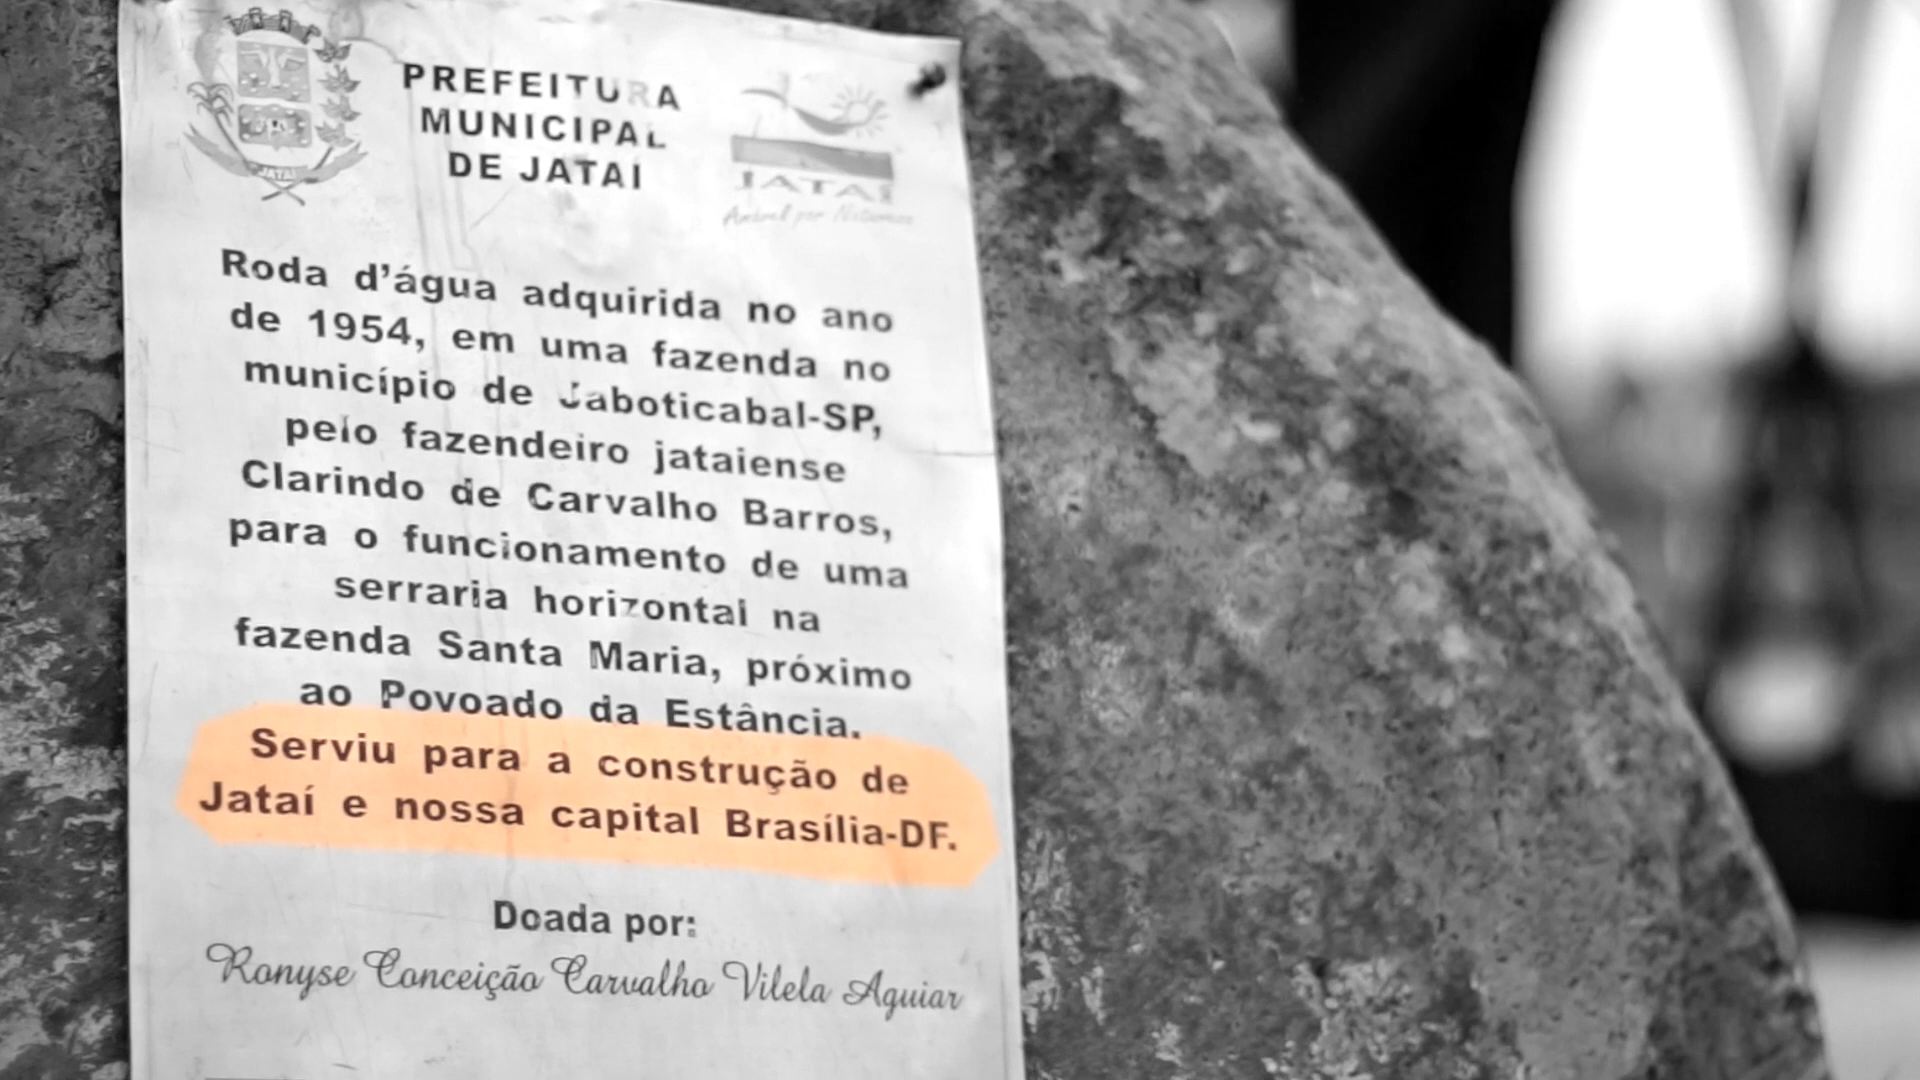 PREFEITURA
MUNICIPAL
DE JATAI
JATAI
JATAÍ
Roda d'água adquirida no ano
de 1954, em uma fazenda no
município de Jaboticabal-SP,
pelo fazendeiro jataiense
Clarindo de Carvalho Barros,
para o funcionamento de uma
serraria horizontal na
fazenda Santa Maria, próximo
ao Povoado da Estância.
Serviu para a construção de
Jataí e nossa capital Brasília-DF.
Doada por:
Ronyse Conceição Carvalho Vilela Aguiar